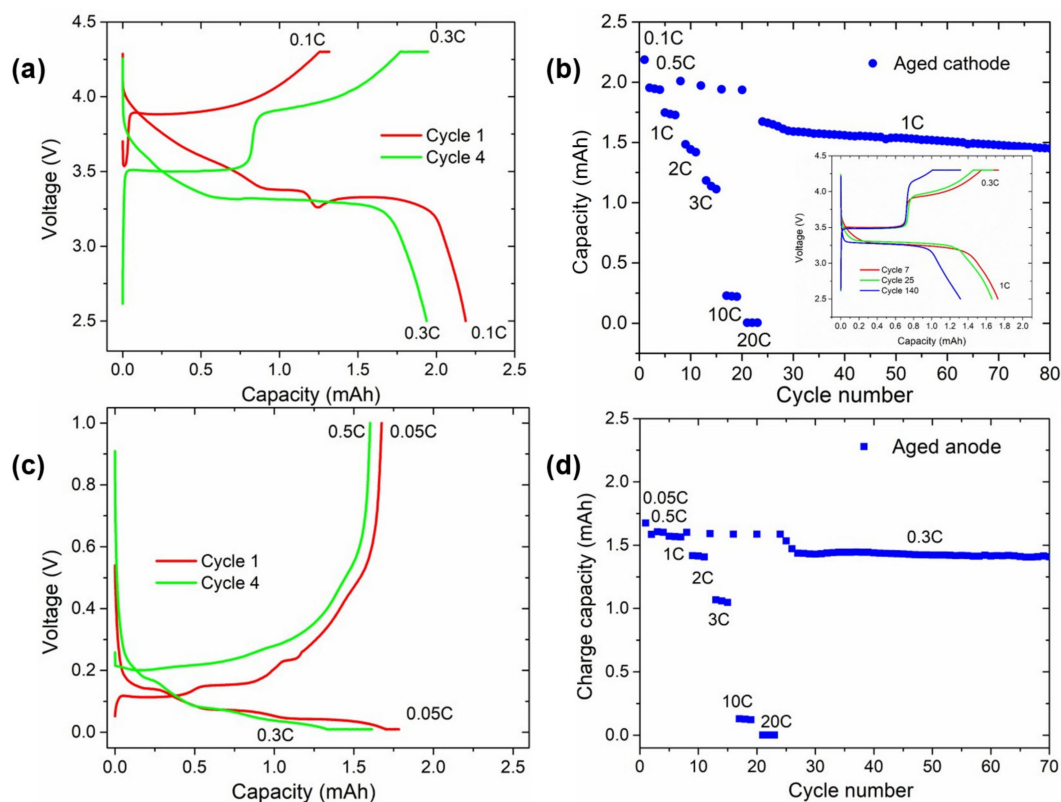 (a)
4.5
4.0
3.5
3.0
2.5
Voltage (V)
0.1C
0.3C
Cycle 1
Cycle 4
0.3C
0.1C
0.0 0.5 1.0 1.5 2.0 2.5
Capacity (mAh)
(b)
2.5
2.0
1.5
1.0
0.5
0.0
Capacity (mAh)
0.1C
0.5C
Aged cathode
1C
2C
3C
10C
20C
1C
4.5
4.0
3.5
3.0
2.5
Voltage (V)
0.3C
Cycle 7
Cycle 25
Cycle 140
1C
0.0 0.2 0.4 0.6 0.8 1.0 1.2 1.4 1.6 1.8 2.0
Capacity (mAh)
0 10 20 30 40 50 60 70 80
Cycle number
(c)
1.0
0.8
0.6
0.4
0.2
0.0
Voltage (V)
0.5C 0.05C
Cycle 1
Cycle 4
0.3C
0.05C
0.0 0.5 1.0 1.5 2.0 2.5
Capacity (mAh)
(d)
2.5
2.0
1.5
1.0
0.5
0.0
Charge capacity (mAh)
0.05C
0.5C
Aged anode
1C
2C
3C
10C
20C
0.3C
0 10 20 30 40 50 60 70
Cycle number